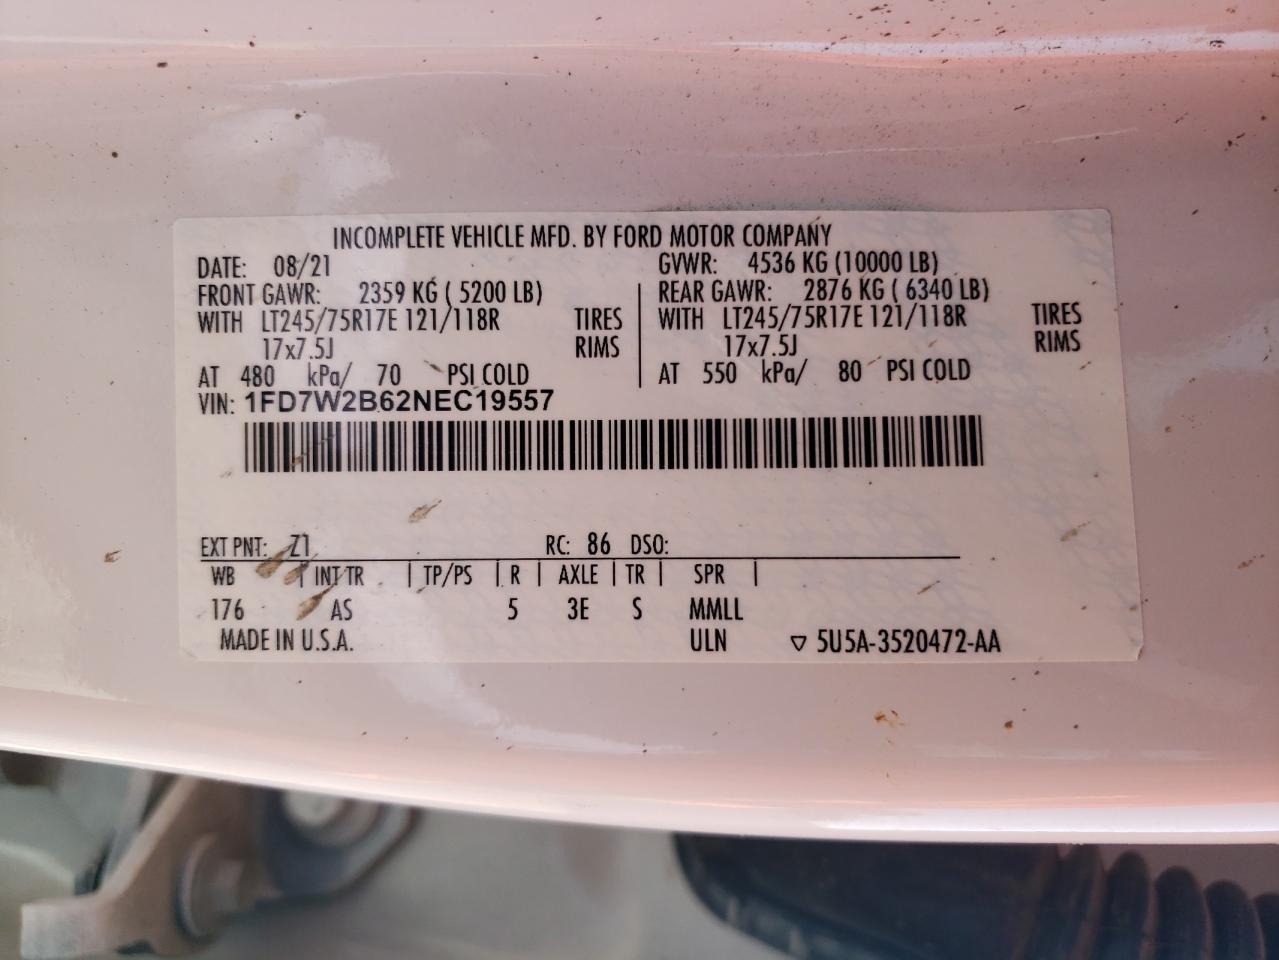 INCOMPLETE VEHICLE MFD. BY FORD MOTOR COMPANY
DATE: 08/21 GVWR: 4536 KG (10000 LB)
FRONT GAWR: 2359 KG ( 5200 LB) REAR GAWR: 2876 KG ( 6340 LB)
WITH LT245/75R17E 121/118R TIRES WITH LT245/75R17E 121/118R TIRES
17x7.5J RIMS 17x7.5J RIMS
AT 480 kPa/ 70 PSI COLD AT 550 kPa/ 80 PSI COLD
VIN: 1FD7W2B62NEC19557
EXT PNT: Z1 RC: 86 DSO:
WB | INT TR | TP/PS | R | AXLE | TR | SPR |
176 AS 5 3E S MMLL
MADE IN U.S.A. ULN ▽ 5U5A-3520472-AA